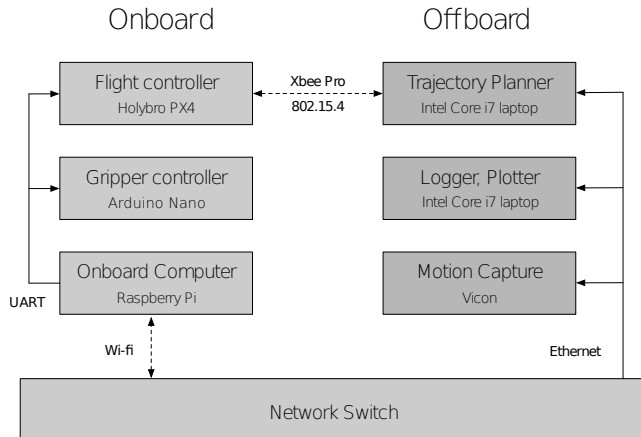 Onboard
Offboard
Flight controller
Holybro PX4
Xbee Pro
802.15.4
Trajectory Planner
Intel Core i7 laptop
Gripper controller
Arduino Nano
Logger, Plotter
Intel Core i7 laptop
Onboard Computer
Raspberry Pi
Motion Capture
Vicon
UART
Wi-fi
Ethernet
Network Switch